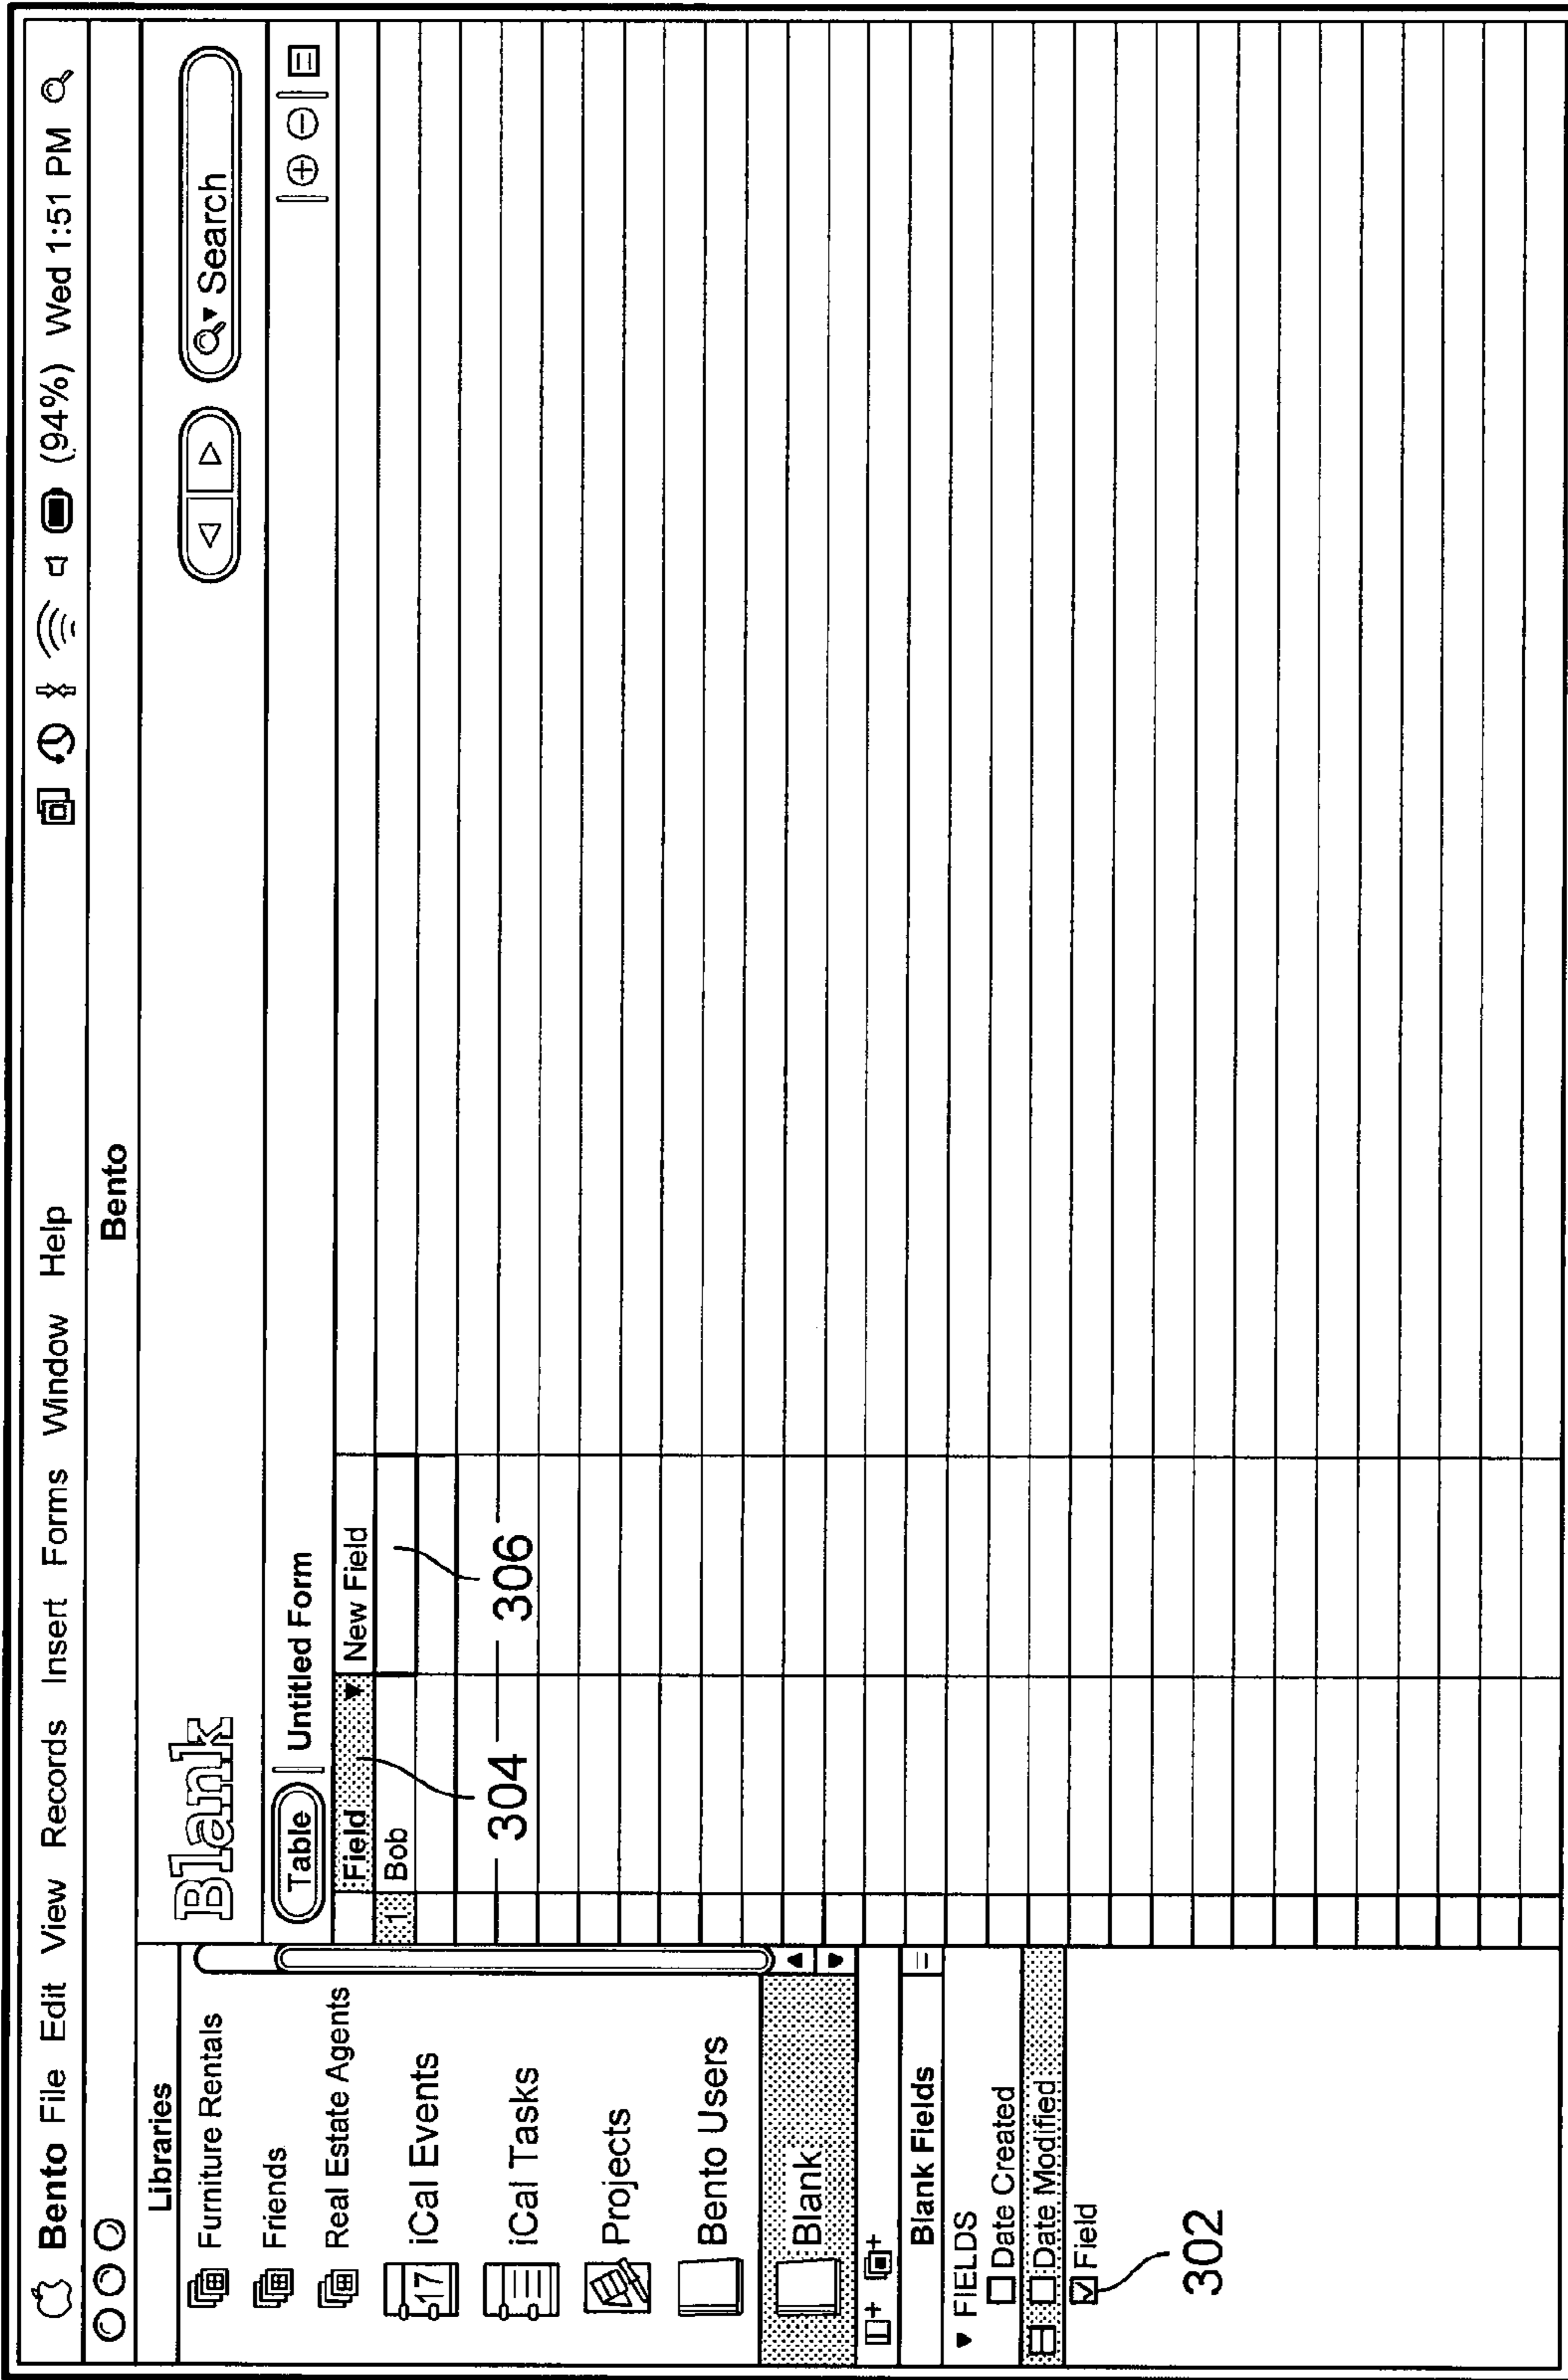 Bento File Edit View Records Insert Forms Window Help (94%) Wed 1:51 PM
Bento
Libraries
Furniture Rentals
Friends
Real Estate Agents
17 iCal Events
iCal Tasks
Projects
Bento Users
Blank
Blank Fields
FIELDS
Date Created
Date Modified
Field
302
Blank
Search
Table Untitled Form
Field New Field
1 Bob
304 306